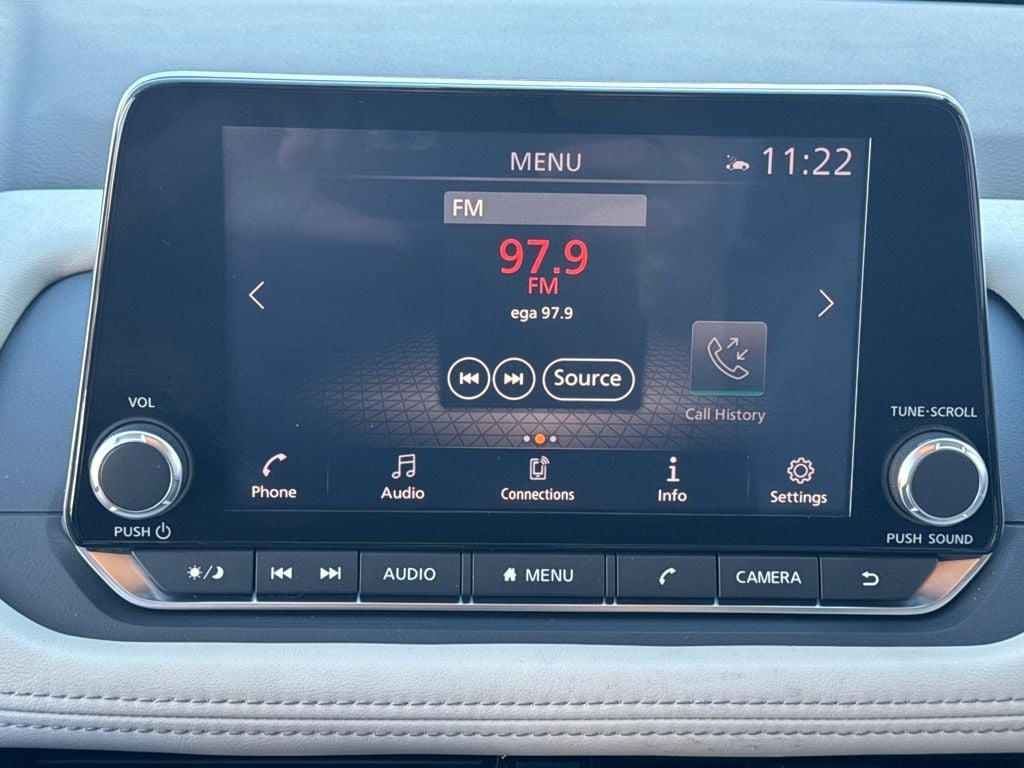 MENU
11:22
FM
97.9
FM
ega 97.9
Source
Call History
VOL
TUNE·SCROLL
Phone
Audio
Connections
Info
Settings
PUSH
PUSH SOUND
AUDIO
MENU
CAMERA